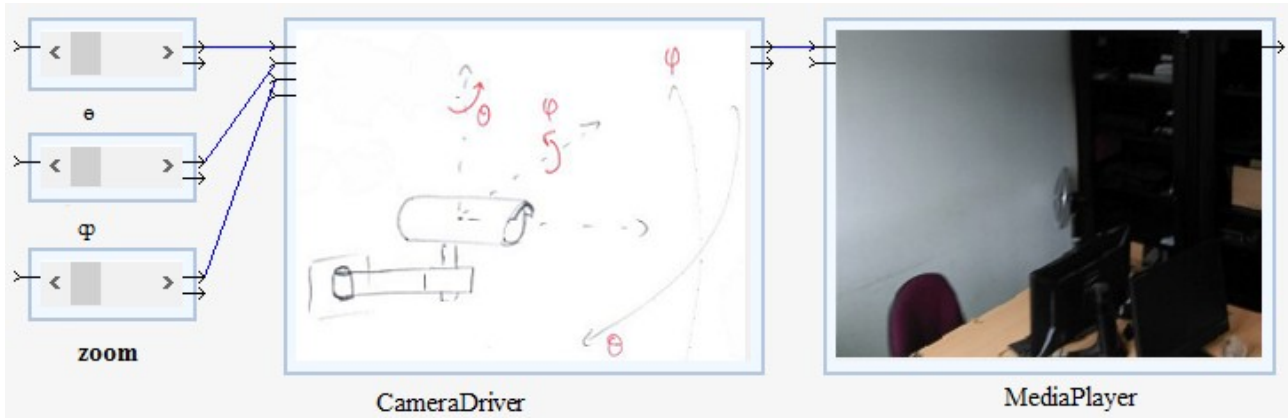 θ
φ
zoom
θ
φ
φ
θ
CameraDriver
MediaPlayer